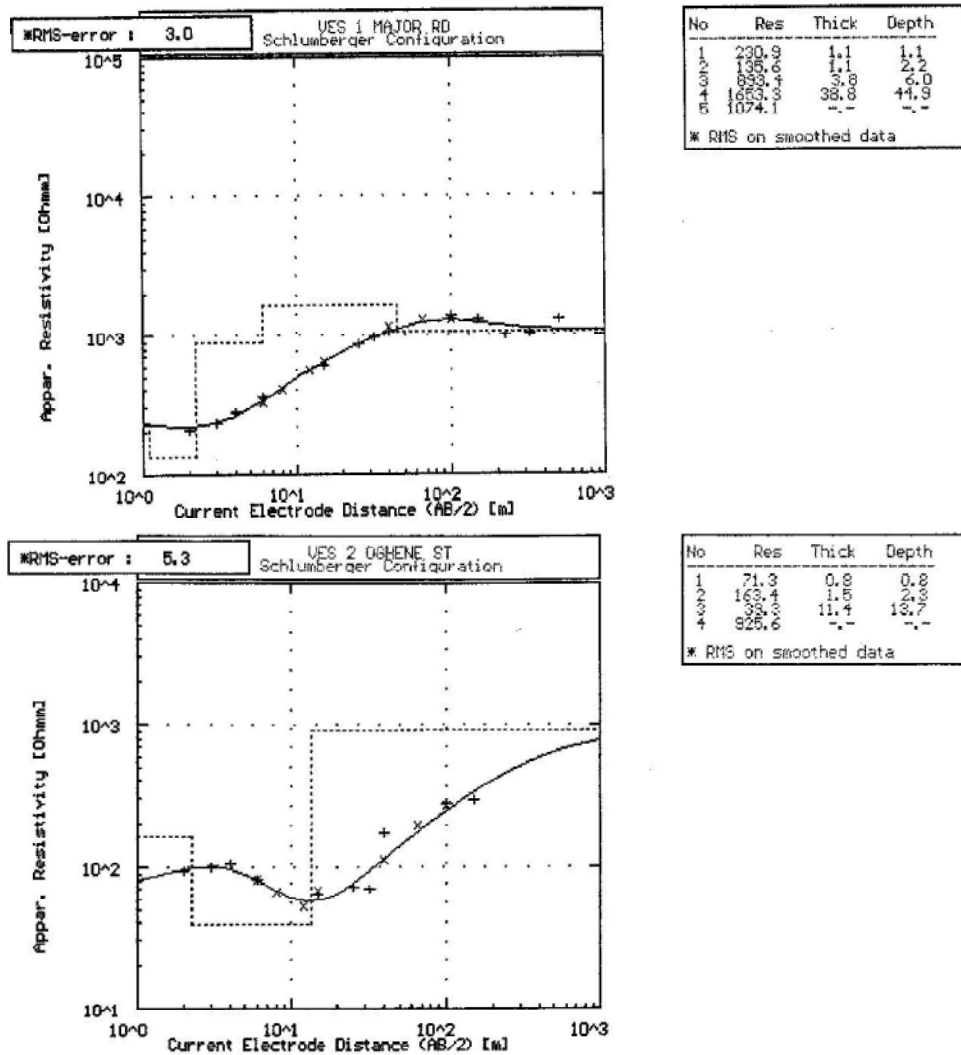 *RMS-error : 3.0
VES 1 MAJOR RD
Schlumberger Configuration
No Res Thick Depth
1 230.9 1.1 1.1
2 135.6 1.1 2.2
3 893.4 3.8 6.0
4 1653.3 38.8 44.9
5 1074.1 -.- -.-
* RMS on smoothed data
Appar. Resistivity [Ohmm]
10^5
10^4
10^3
10^2
10^0 10^1 10^2 10^3
Current Electrode Distance (AB/2) [m]
*RMS-error : 5.3
VES 2 OGHENE ST
Schlumberger Configuration
No Res Thick Depth
1 71.3 0.8 0.8
2 163.4 1.5 2.3
3 39.3 11.4 13.7
4 925.6 -.- -.-
* RMS on smoothed data
Appar. Resistivity [Ohmm]
10^4
10^3
10^2
10^1
10^0 10^1 10^2 10^3
Current Electrode Distance (AB/2) [m]